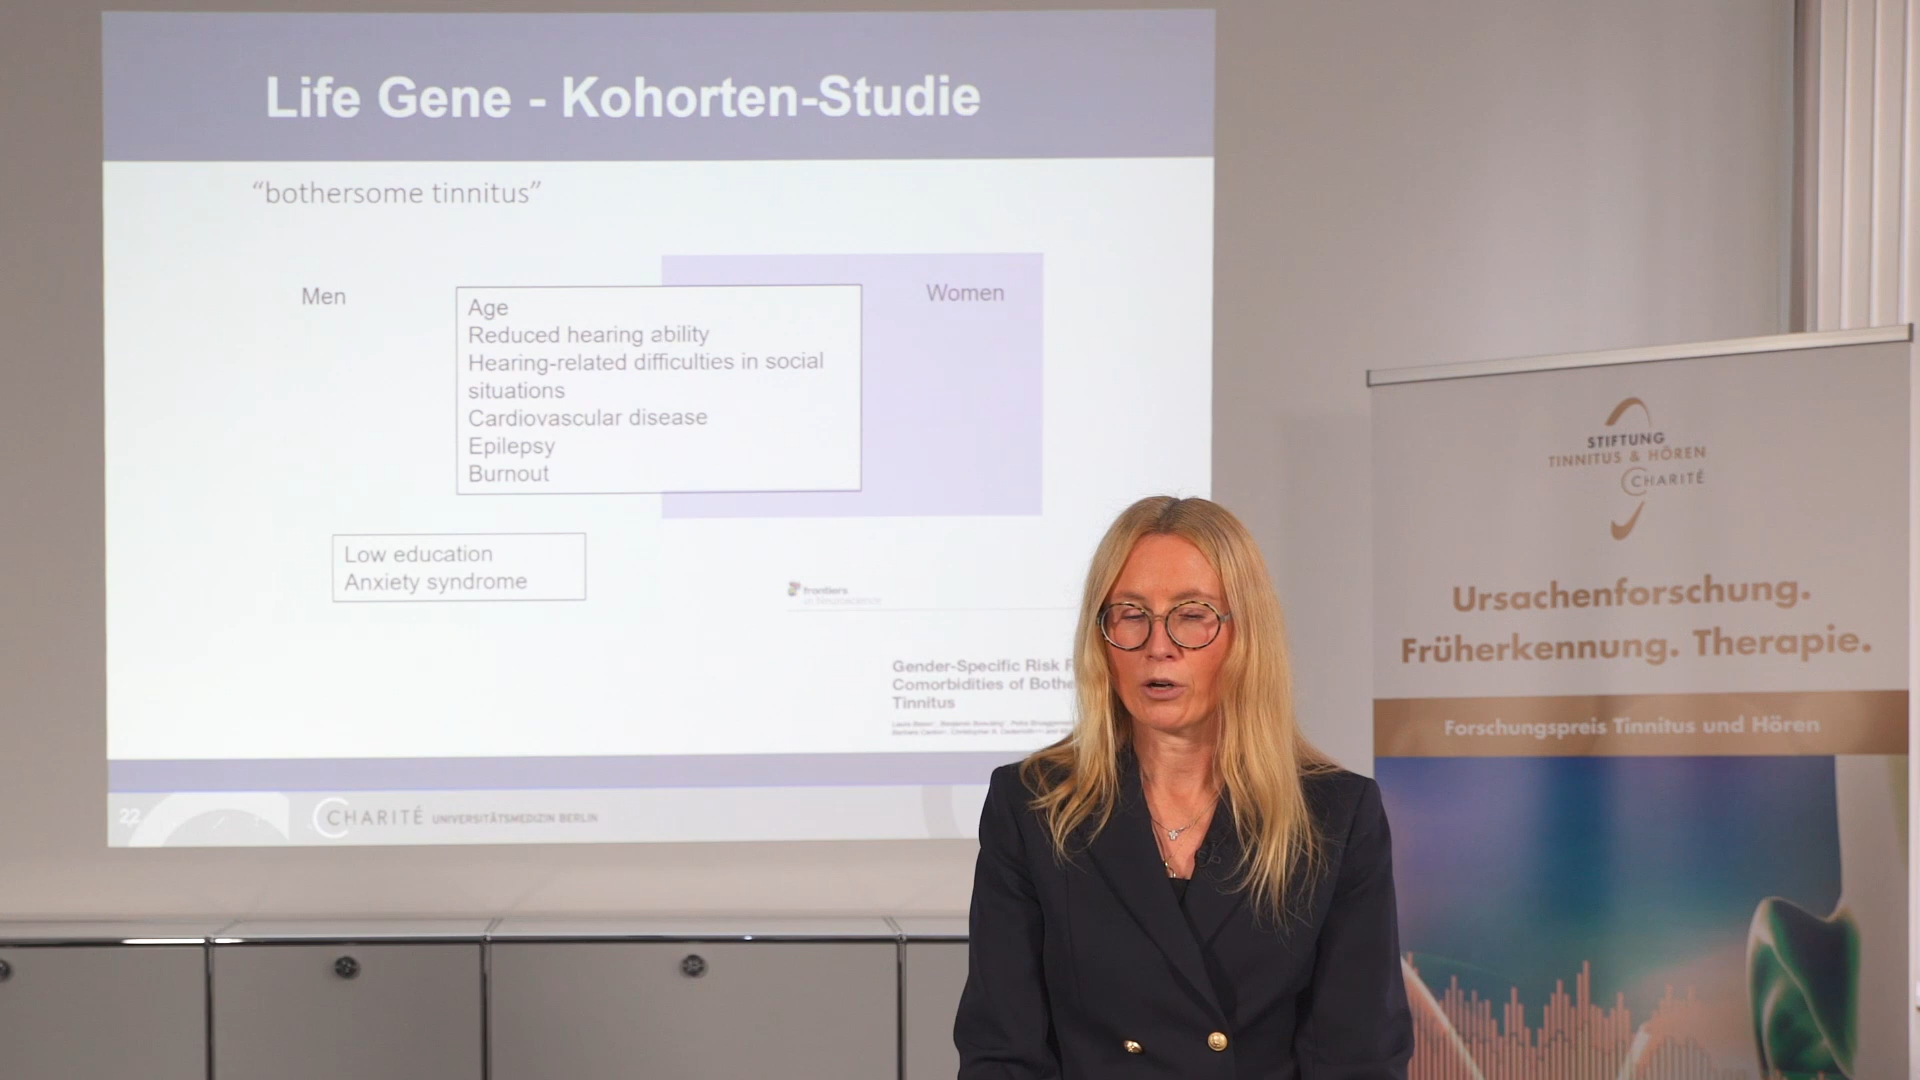 Life Gene - Kohorten-Studie
“bothersome tinnitus”
Men
Women
Age
Reduced hearing ability
Hearing-related difficulties in social
situations
Cardiovascular disease
Epilepsy
Burnout
Low education
Anxiety syndrome
frontiers
in Neuroscience
Gender-Specific Risk
Comorbidities of
Tinnitus
22
CHARITÉ UNIVERSITÄTSMEDIZIN BERLIN
STIFTUNG
TINNITUS & HÖREN
CHARITÉ
Ursachenforschung.
Früherkennung. Therapie.
Forschungspreis Tinnitus und Hören